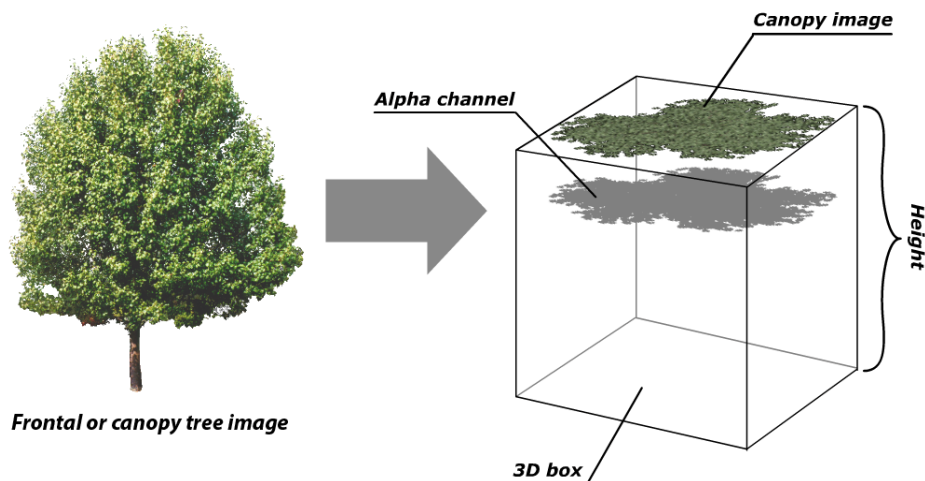 Canopy image
Alpha channel
Height
Frontal or canopy tree image
3D box